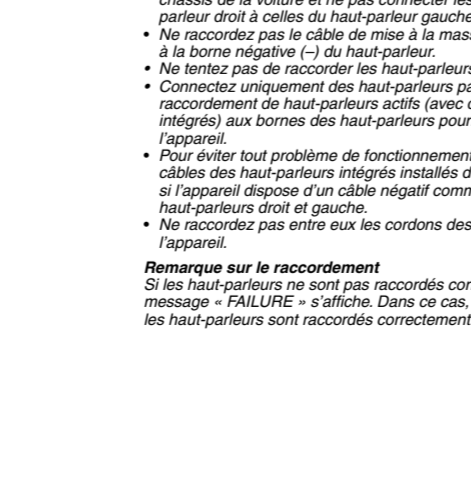 châssis de la voiture et ne pas connecter les
parleur droit à celles du haut-parleur gauche
• Ne raccordez pas le câble de mise à la mas
à la borne négative (–) du haut-parleur.
• Ne tentez pas de raccorder les haut-parleurs
• Connectez uniquement des haut-parleurs pa
raccordement de haut-parleurs actifs (avec
intégrés) aux bornes des haut-parleurs pour
l’appareil.
• Pour éviter tout problème de fonctionnement
câbles des haut-parleurs intégrés installés d
si l’appareil dispose d’un câble négatif comm
haut-parleurs droit et gauche.
• Ne raccordez pas entre eux les cordons des
l’appareil.
Remarque sur le raccordement
Si les haut-parleurs ne sont pas raccordés cor
message « FAILURE » s’affiche. Dans ce cas,
les haut-parleurs sont raccordés correctement